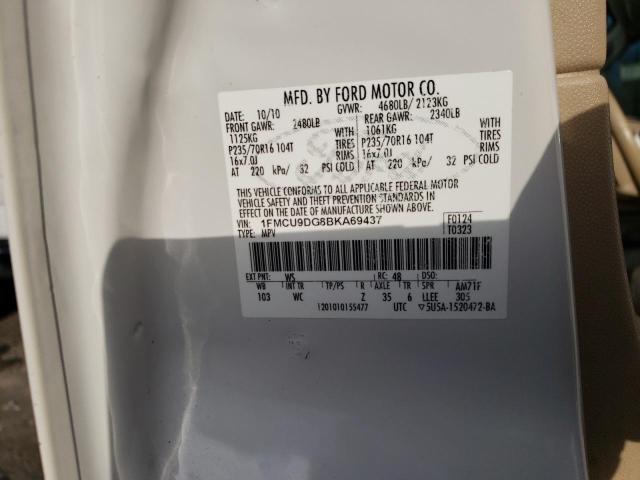 MFD. BY FORD MOTOR CO.
DATE: 10/10 GVWR: 4680LB/ 2123KG
FRONT GAWR: 2480LB REAR GAWR: 2340LB
1125KG WITH 1061KG WITH
P235/70R16 104T TIRES P235/70R16 104T TIRES
16x7.0J RIMS 16x7.0J RIMS
AT 220 kPa/ 32 PSI COLD AT 220 kPa/ 32 PSI COLD
THIS VEHICLE CONFORMS TO ALL APPLICABLE FEDERAL MOTOR
VEHICLE SAFETY AND THEFT PREVENTION STANDARDS IN
EFFECT ON THE DATE OF MANUFACTURE SHOWN ABOVE.
VIN: 1FMCU9DG8BKA69437 F0124
TYPE: MPV T0323
EXT PNT: WS RC: 48 DSO:
WB INT TR TP/PS R AXLE TR SPR AM71F
103 WC Z 35 6 LLEE 305
1201010155477 UTC ▽5U5A-1520472-BA